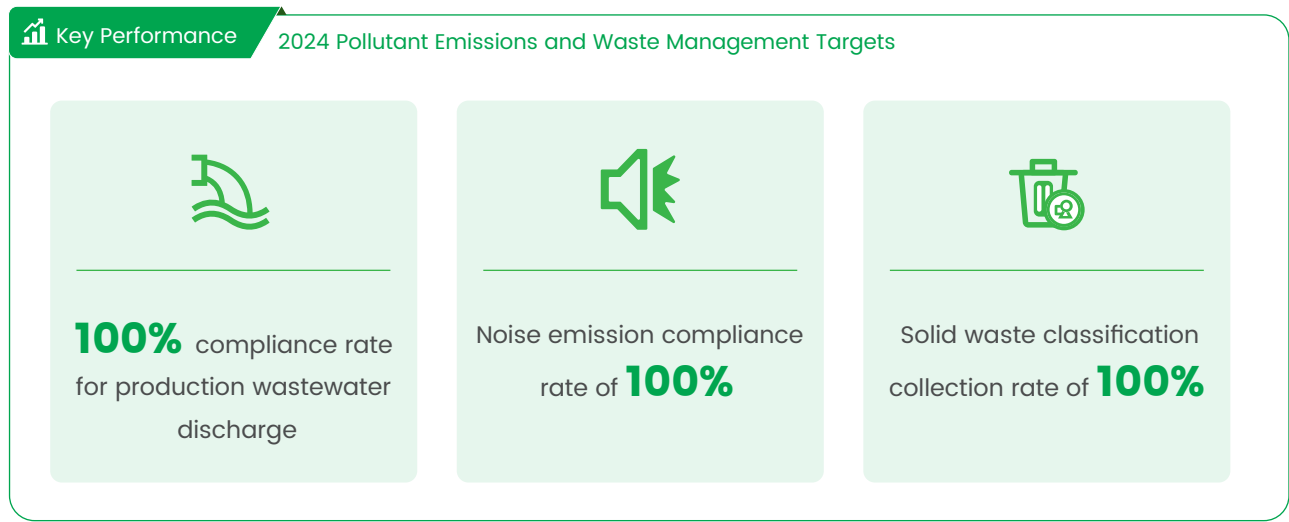 Key Performance
2024 Pollutant Emissions and Waste Management Targets
100% compliance rate
for production wastewater
discharge
Noise emission compliance
rate of 100%
Solid waste classification
collection rate of 100%